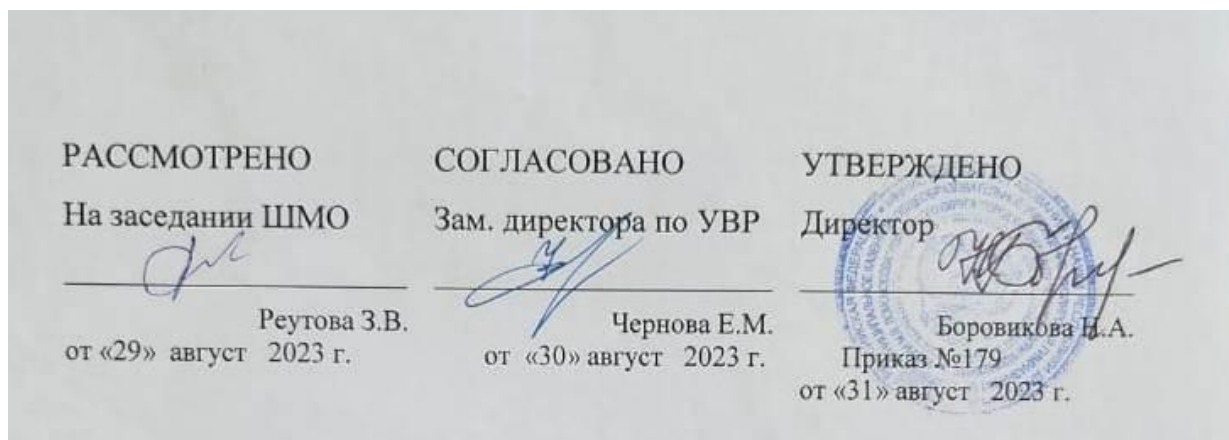 РАССМОТРЕНО
На заседании ШМО
Реутова З.В.
от «29» август 2023 г.
СОГЛАСОВАНО
Зам. директора по УВР
Чернова Е.М.
от «30» август 2023 г.
УТВЕРЖДЕНО
Директор
Боровикова Н.А.
Приказ №179
от «31» август 2023 г.